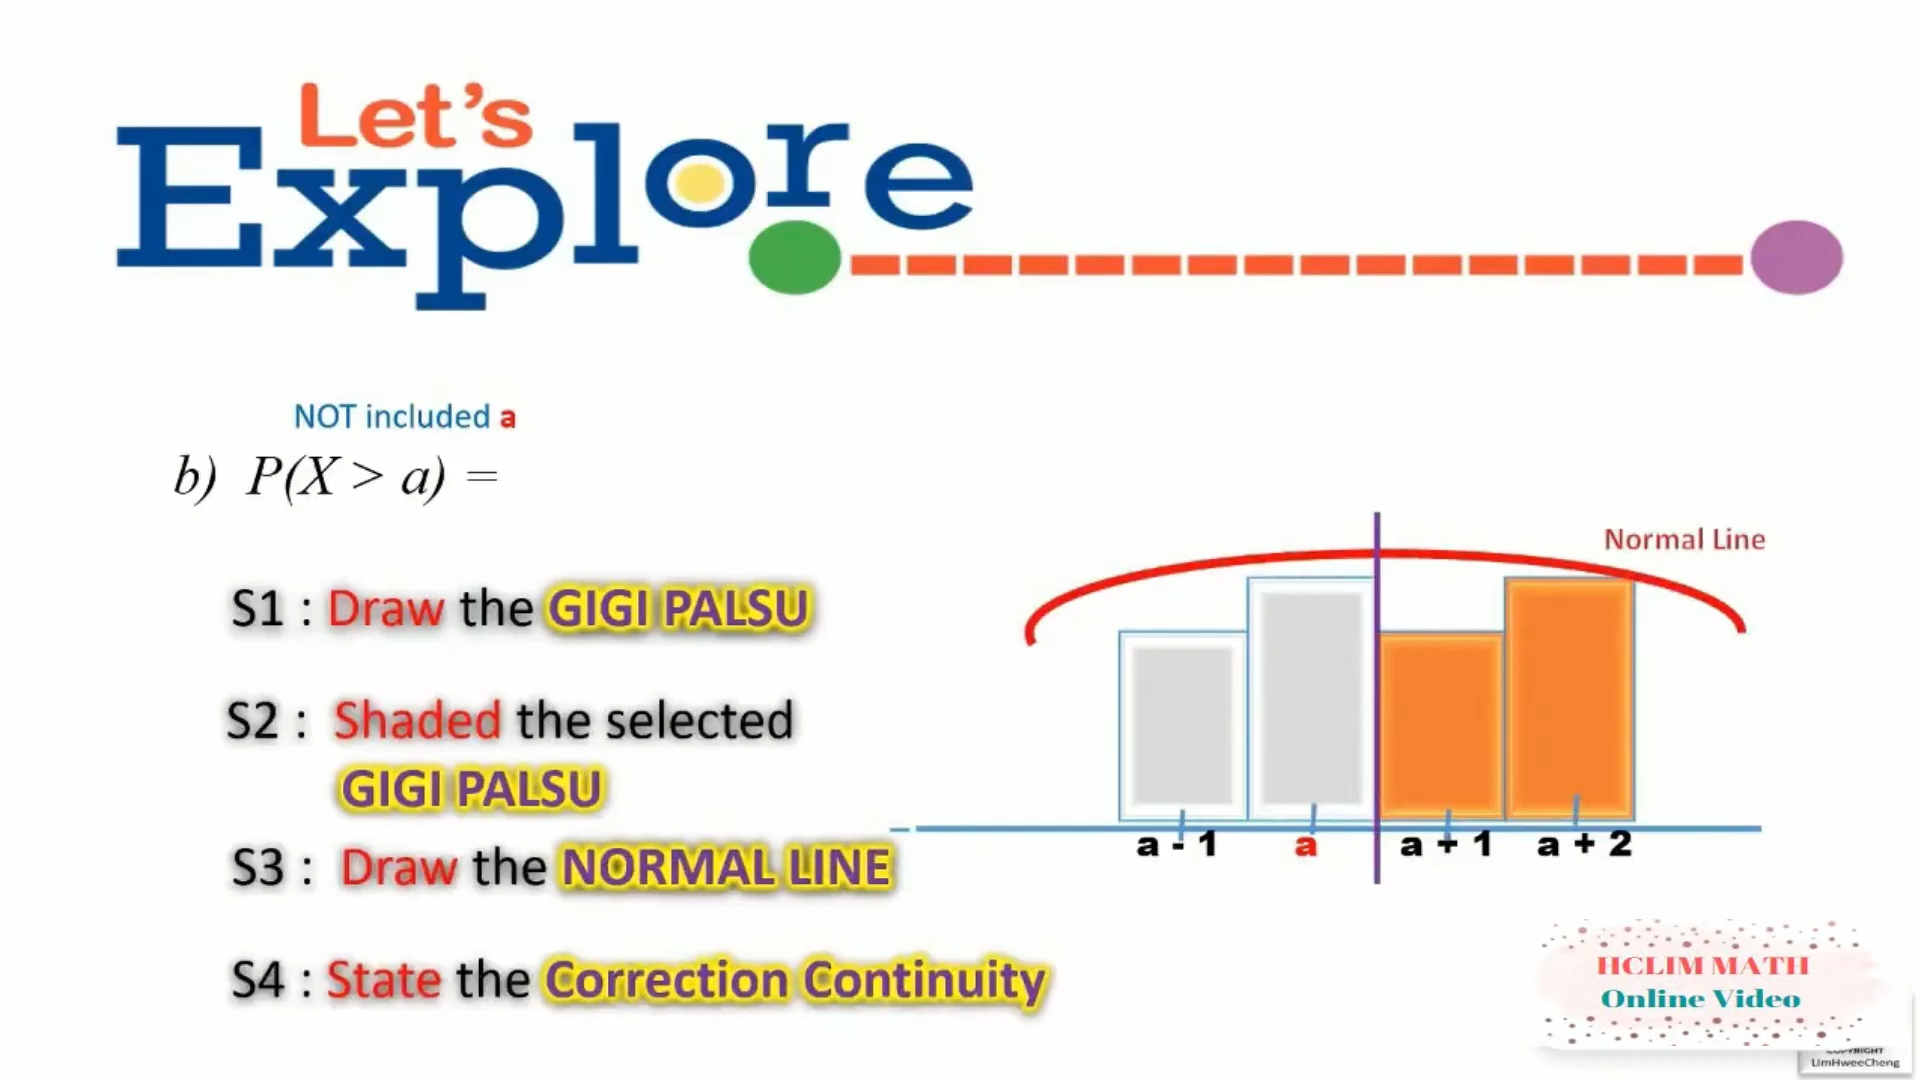 Let's
Explore
NOT included a
b) P(X > a) =
Normal Line
S1 : Draw the GIGI PALSU
S2 : Shaded the selected
GIGI PALSU
a - 1 a a + 1 a + 2
S3 : Draw the NORMAL LINE
S4 : State the Correction Continuity
HCLIM MATH
Online Video
COPYRIGHT
LimHweeCheng